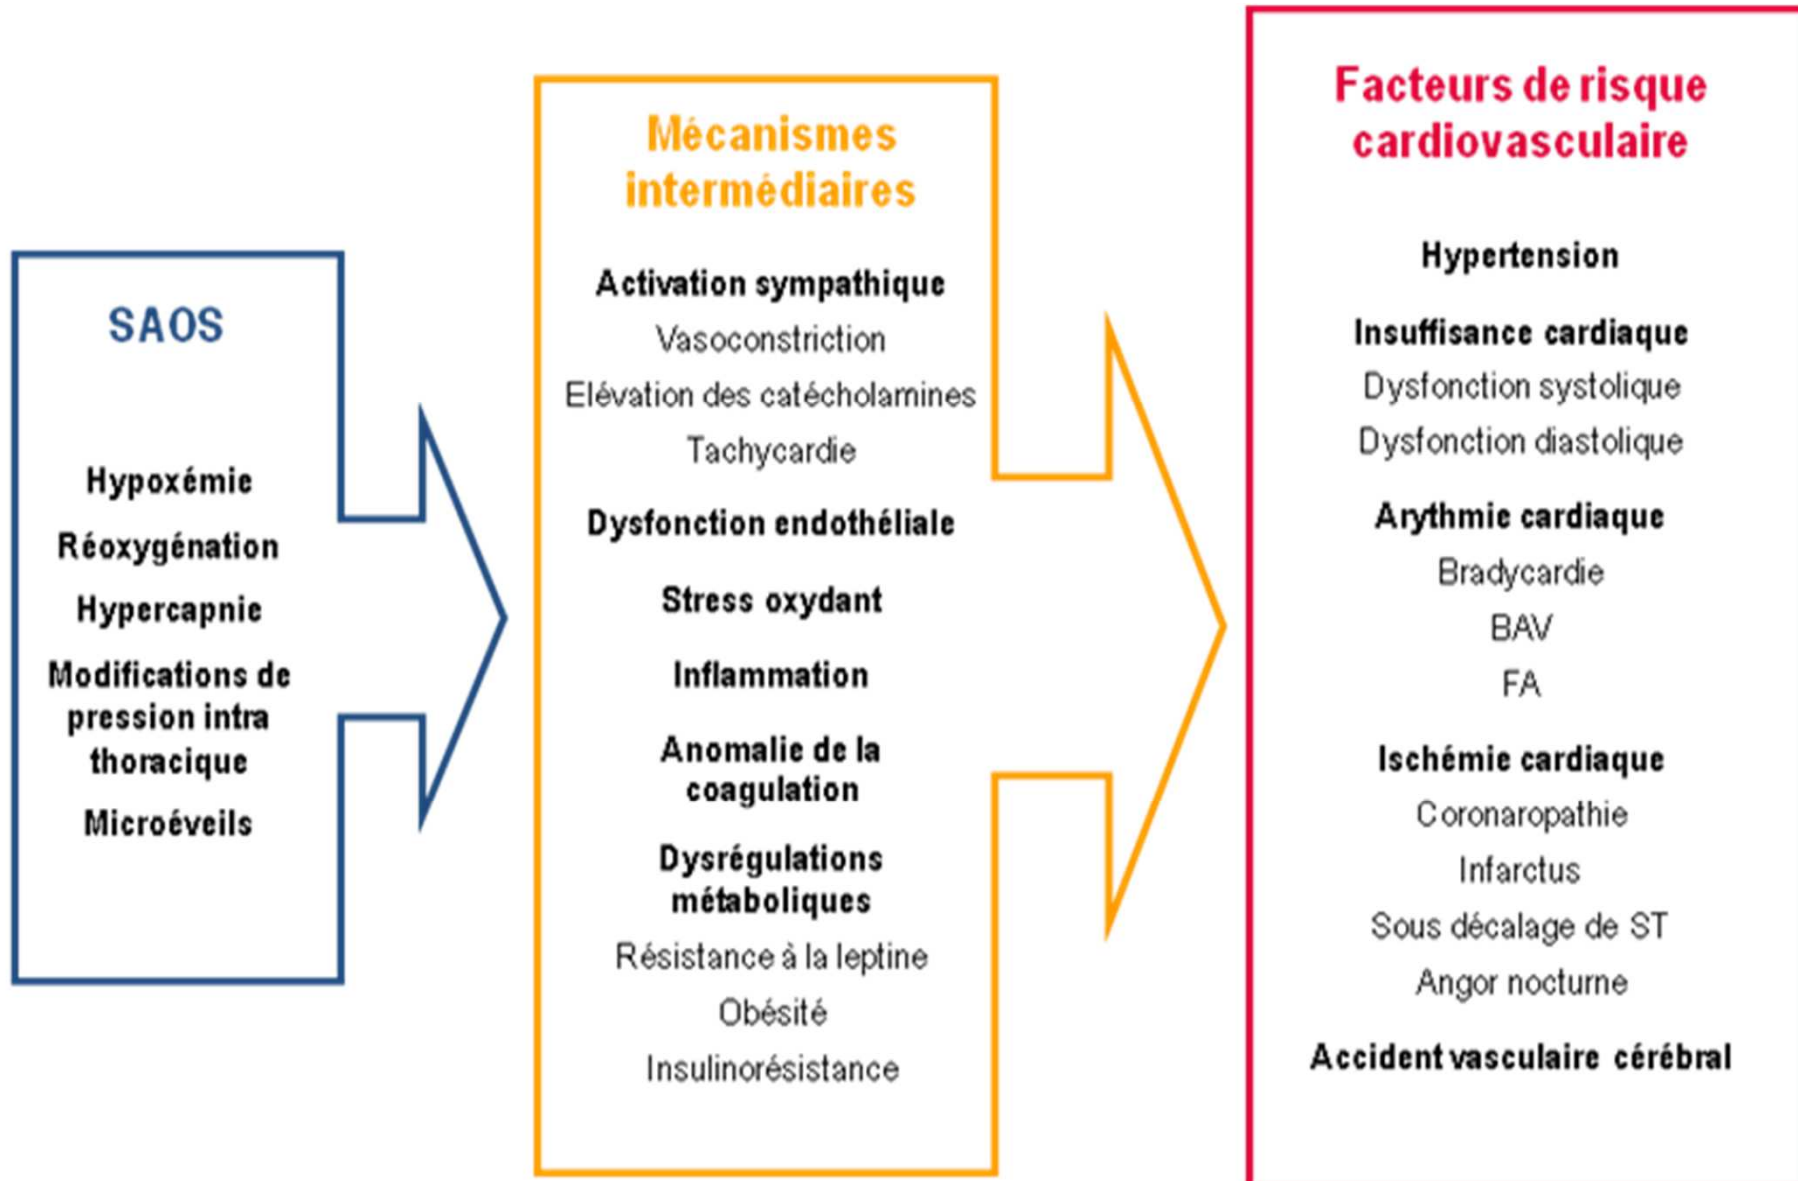 SAOS
Hypoxémie
Réoxygénation
Hypercapnie
Modifications de
pression intra
thoracique
Microéveils
Mécanismes
intermédiaires
Activation sympathique
Vasoconstriction
Elévation des catécholamines
Tachycardie
Dysfonction endothéliale
Stress oxydant
Inflammation
Anomalie de la
coagulation
Dysrégulations
métaboliques
Résistance à la leptine
Obésité
Insulinorésistance
Facteurs de risque
cardiovasculaire
Hypertension
Insuffisance cardiaque
Dysfonction systolique
Dysfonction diastolique
Arythmie cardiaque
Bradycardie
BAV
FA
Ischémie cardiaque
Coronaropathie
Infarctus
Sous décalage de ST
Angor nocturne
Accident vasculaire cérébral